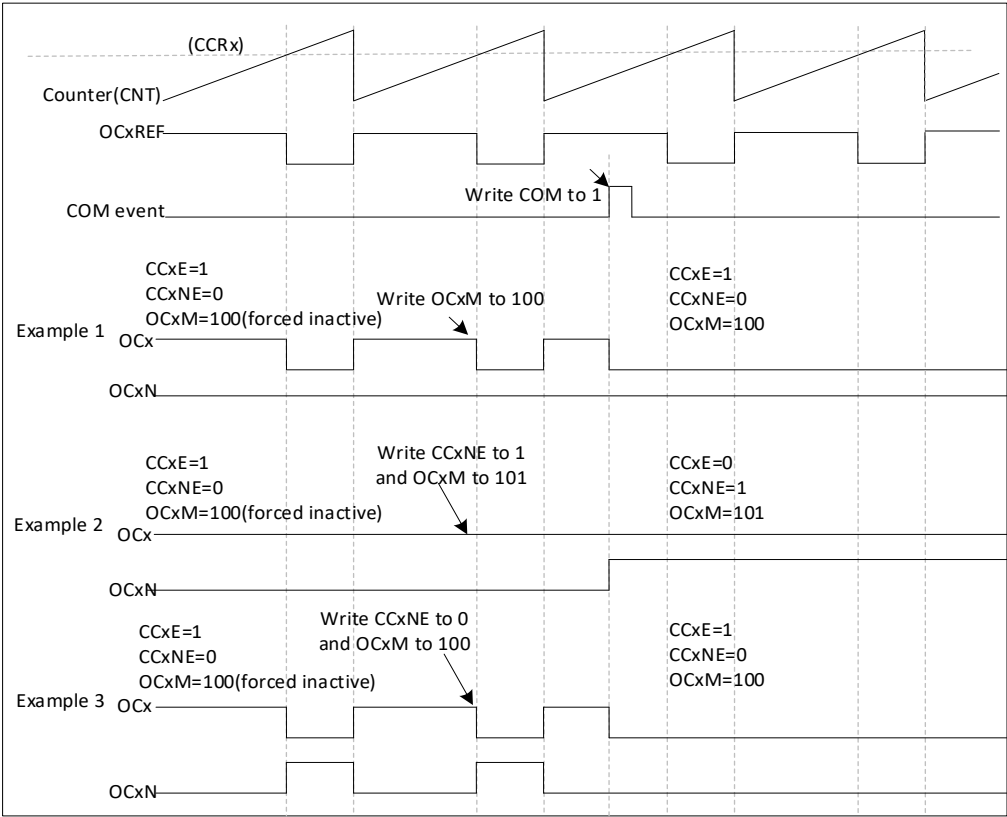 (CCRx)
Counter(CNT)
OCxREF
Write COM to 1
COM event
CCxE=1
CCxNE=0
OCxM=100(forced inactive)
Write OCxM to 100
CCxE=1
CCxNE=0
OCxM=100
Example 1
OCx
OCxN
CCxE=1
CCxNE=0
OCxM=100(forced inactive)
Write CCxNE to 1
and OCxM to 101
CCxE=0
CCxNE=1
OCxM=101
Example 2
OCx
OCxN
CCxE=1
CCxNE=0
OCxM=100(forced inactive)
Write CCxNE to 0
and OCxM to 100
CCxE=1
CCxNE=0
OCxM=100
Example 3
OCx
OCxN